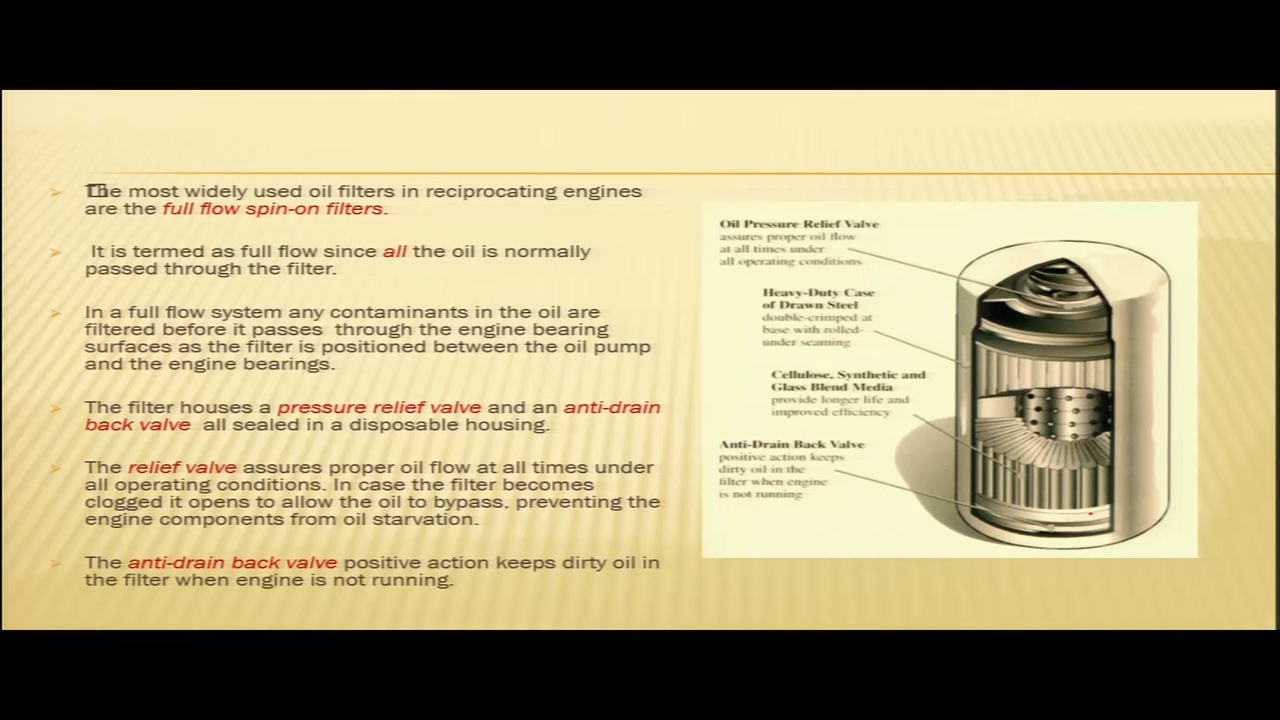 The most widely used oil filters in reciprocating engines
are the full flow spin-on filters.
It is termed as full flow since all the oil is normally
passed through the filter.
In a full flow system any contaminants in the oil are
filtered before it passes through the engine bearing
surfaces as the filter is positioned between the oil pump
and the engine bearings.
The filter houses a pressure relief valve and an anti-drain
back valve all sealed in a disposable housing.
The relief valve assures proper oil flow at all times under
all operating conditions. In case the filter becomes
clogged it opens to allow the oil to bypass, preventing the
engine components from oil starvation.
The anti-drain back valve positive action keeps dirty oil in
the filter when engine is not running.
Oil Pressure Relief Valve
assures proper oil flow
at all times under
all operating conditions
Heavy-Duty Case
of Drawn Steel
double-crimped at
base with rolled-
under seaming
Cellulose, Synthetic and
Glass Blend Media
provide longer life and
improved efficiency
Anti-Drain Back Valve
positive action keeps
dirty oil in the
filter when engine
is not running